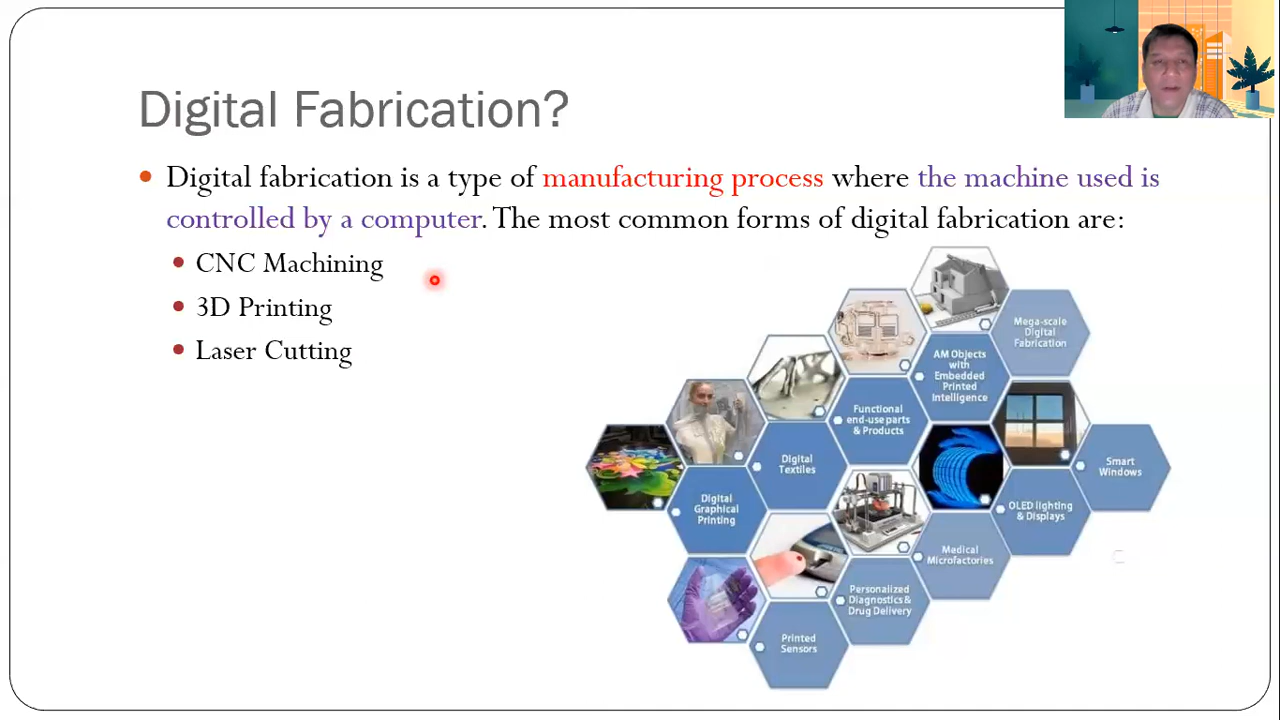 Digital Fabrication?
Digital fabrication is a type of manufacturing process where the machine used is
controlled by a computer. The most common forms of digital fabrication are:
CNC Machining
3D Printing
Laser Cutting
Mega-scale
Digital
Fabrication
AM Objects
with
Embedded
Printed
Intelligence
Functional
end-use parts
& Products
Digital
Textiles
Smart
Windows
Digital
Graphical
Printing
OLED lighting
& Displays
Medical
Microfactories
Personalized
Diagnostics &
Drug Delivery
Printed
Sensors